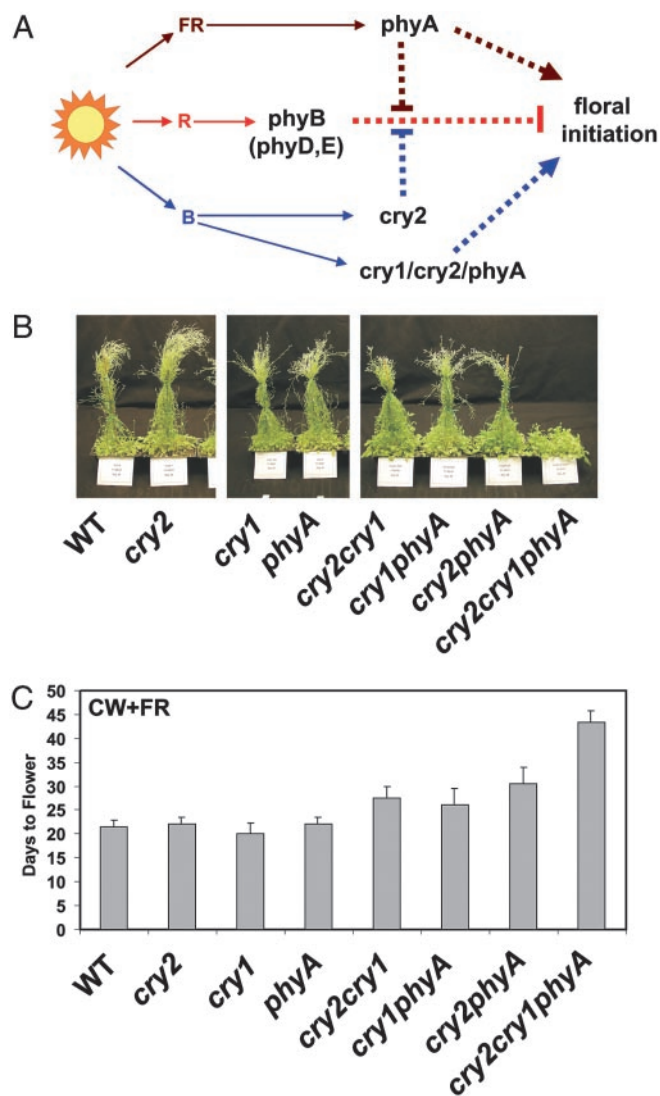 A
FR
phyA
R
phyB
(phyD,E)
floral
initiation
B
cry2
cry1/cry2/phyA
B
WT
cry2
cry1
phyA
cry2cry1
cry1phyA
cry2phyA
cry2cry1phyA
C
CW+FR
Days to Flower
50
45
40
35
30
25
20
15
10
5
0
WT
cry2
cry1
phyA
cry2cry1
cry1phyA
cry2phyA
cry2cry1phyA